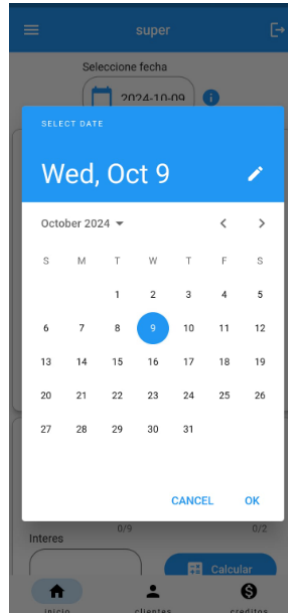 super
Seleccione fecha
2024-10-09
SELECT DATE
Wed, Oct 9
October 2024
S M T W T F S
1 2 3 4 5
6 7 8 9 10 11 12
13 14 15 16 17 18 19
20 21 22 23 24 25 26
27 28 29 30 31
CANCEL OK
0/9 0/2
Interes
Calcular
inicio clientes creditos